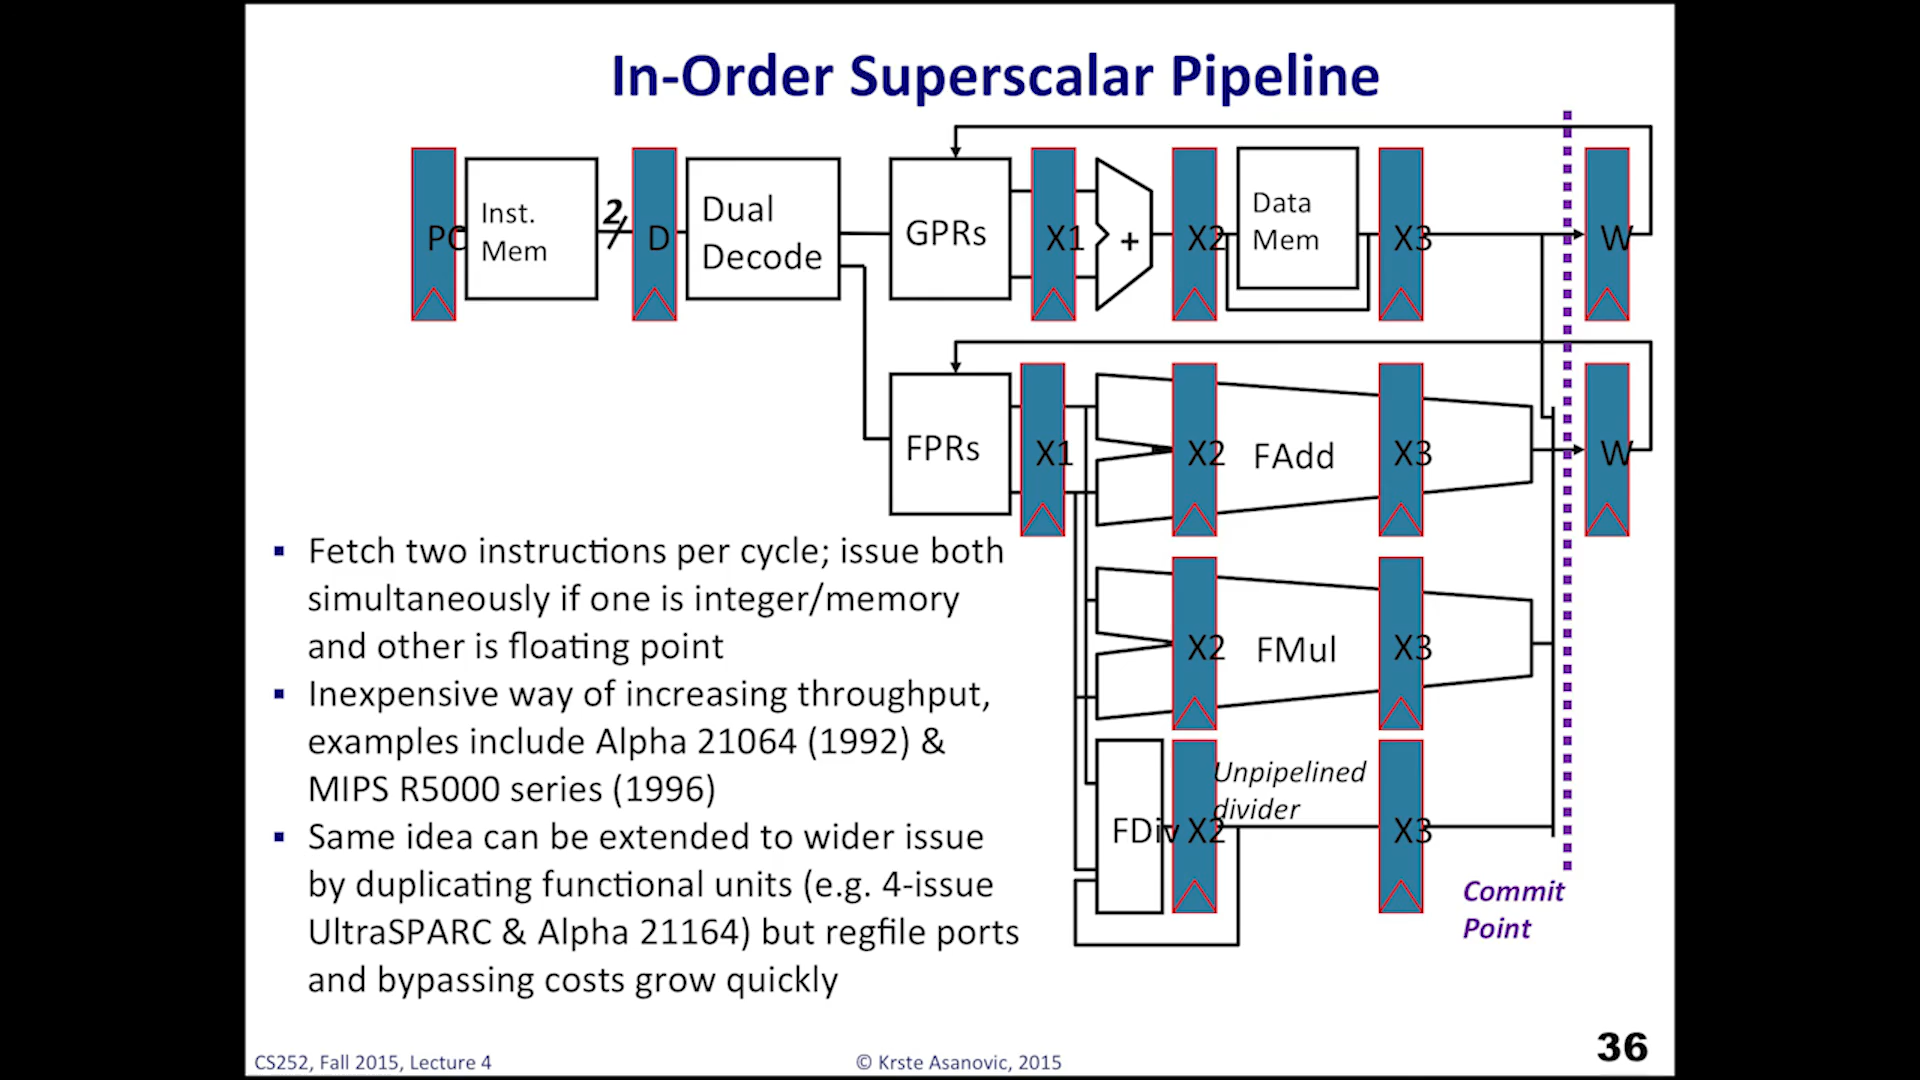 In-Order Superscalar Pipeline
PC
Inst.
Mem
2
D
Dual
Decode
GPRs
X1
+
X2
Data
Mem
X3
W
FPRs
X1
X2
FAdd
X3
W
X2
FMul
X3
FDiv
X2
Unpipelined
divider
X3
Commit
Point
▪ Fetch two instructions per cycle; issue both
simultaneously if one is integer/memory
and other is floating point
▪ Inexpensive way of increasing throughput,
examples include Alpha 21064 (1992) &
MIPS R5000 series (1996)
▪ Same idea can be extended to wider issue
by duplicating functional units (e.g. 4-issue
UltraSPARC & Alpha 21164) but regfile ports
and bypassing costs grow quickly
CS252, Fall 2015, Lecture 4
© Krste Asanovic, 2015
36